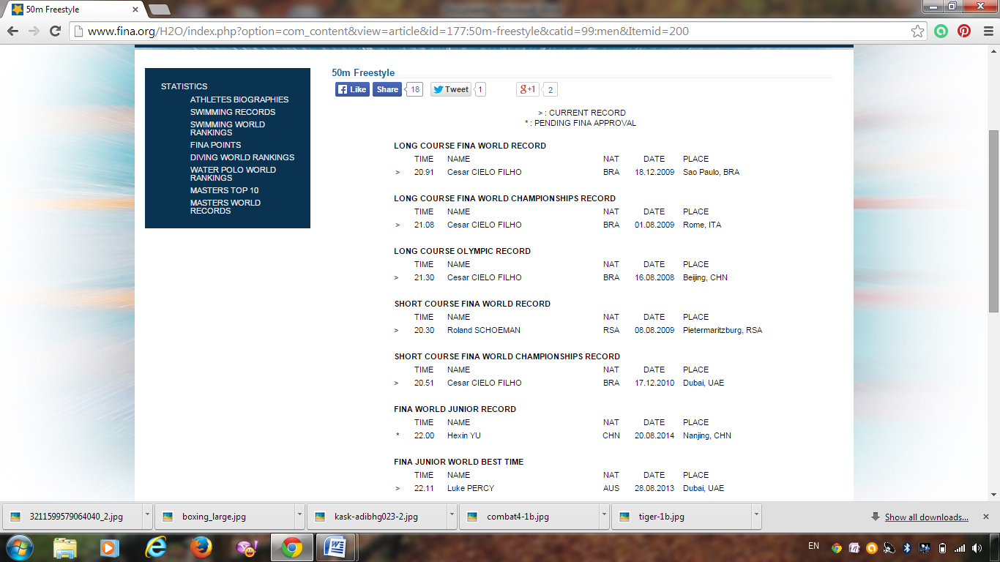 50m Freestyle
www.fina.org/H2O/index.php?option=com_content&view=article&id=177:50m-freestyle&catid=99:men&Itemid=200
STATISTICS
ATHLETES BIOGRAPHIES
SWIMMING RECORDS
SWIMMING WORLD
RANKINGS
FINA POINTS
DIVING WORLD RANKINGS
WATER POLO WORLD
RANKINGS
MASTERS TOP 10
MASTERS WORLD
RECORDS
50m Freestyle
Like Share 18 Tweet 1 g+1 2
> : CURRENT RECORD
* : PENDING FINA APPROVAL
LONG COURSE FINA WORLD RECORD
TIME NAME NAT DATE PLACE
> 20.91 Cesar CIELO FILHO BRA 18.12.2009 Sao Paulo, BRA
LONG COURSE FINA WORLD CHAMPIONSHIPS RECORD
TIME NAME NAT DATE PLACE
> 21.08 Cesar CIELO FILHO BRA 01.08.2009 Rome, ITA
LONG COURSE OLYMPIC RECORD
TIME NAME NAT DATE PLACE
> 21.30 Cesar CIELO FILHO BRA 16.08.2008 Beijing, CHN
SHORT COURSE FINA WORLD RECORD
TIME NAME NAT DATE PLACE
> 20.30 Roland SCHOEMAN RSA 08.08.2009 Pietermaritzburg, RSA
SHORT COURSE FINA WORLD CHAMPIONSHIPS RECORD
TIME NAME NAT DATE PLACE
> 20.51 Cesar CIELO FILHO BRA 17.12.2010 Dubai, UAE
FINA WORLD JUNIOR RECORD
TIME NAME NAT DATE PLACE
* 22.00 Hexin YU CHN 20.08.2014 Nanjing, CHN
FINA JUNIOR WORLD BEST TIME
TIME NAME NAT DATE PLACE
> 22.11 Luke PERCY AUS 28.08.2013 Dubai, UAE
3211599579064040_2.jpg boxing_large.jpg kask-adibhg023-2.jpg combat4-1b.jpg tiger-1b.jpg Show all downloads...
EN